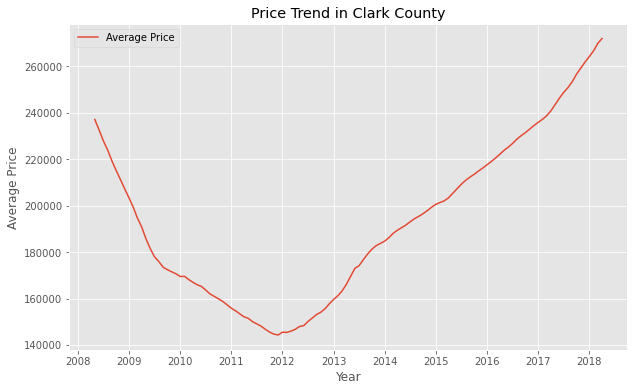 Price Trend in Clark County
Average Price
260000
240000
220000
200000
180000
160000
140000
Average Price
2008 2009 2010 2011 2012 2013 2014 2015 2016 2017 2018
Year